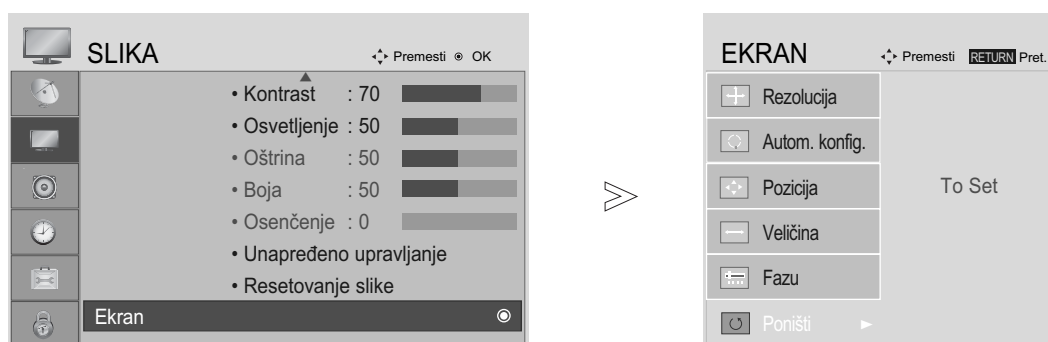 SLIKA Premesti OK
• Kontrast : 70
• Osvetljenje : 50
• Oštrina : 50
• Boja : 50
• Osenčenje : 0
• Unapređeno upravljanje
• Resetovanje slike
Ekran
EKRAN Premesti RETURN Pret.
Rezolucija
Autom. konfig.
Pozicija
Veličina
Fazu
Poništi
To Set